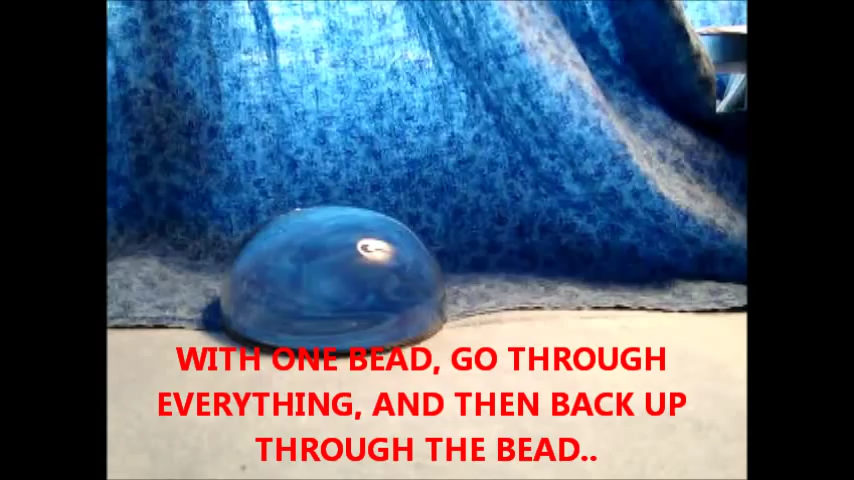 WITH ONE BEAD, GO THROUGH
EVERYTHING, AND THEN BACK UP
THROUGH THE BEAD..